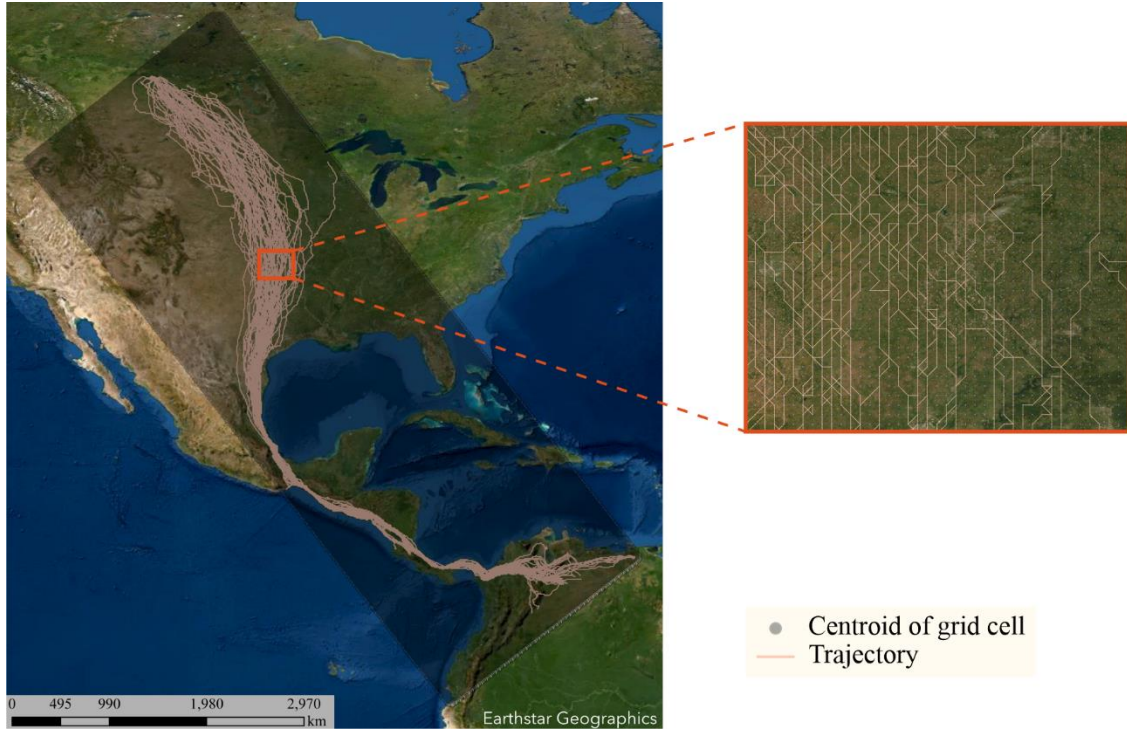 Centroid of grid cell
Trajectory
0 495 990 1,980 2,970
km
Earthstar Geographics